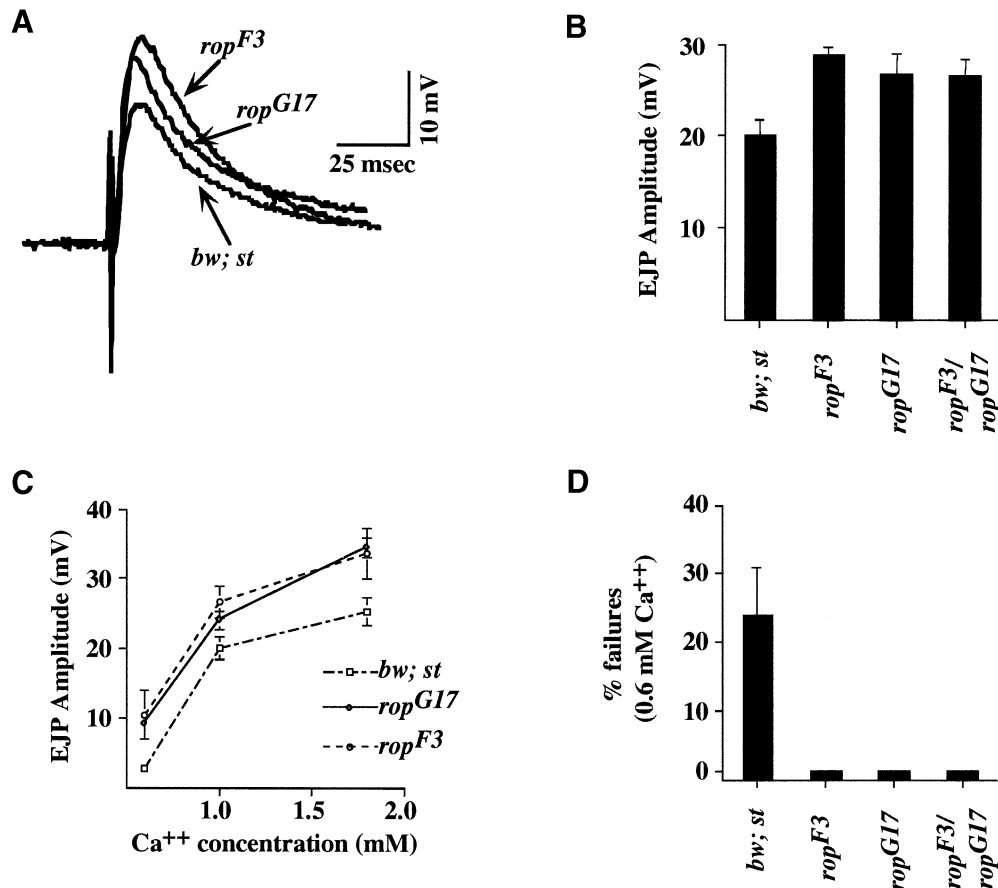 A
ropF3
ropG17
bw; st
10 mV
25 msec
B
EJP Amplitude (mV)
30
20
10
bw; st
ropF3
ropG17
ropF3/
ropG17
C
EJP Amplitude (mV)
40
30
20
10
1.0
1.5
2.0
Ca++ concentration (mM)
bw; st
ropG17
ropF3
D
% failures
(0.6 mM Ca++)
40
30
20
10
0
bw; st
ropF3
ropG17
ropF3/
ropG17